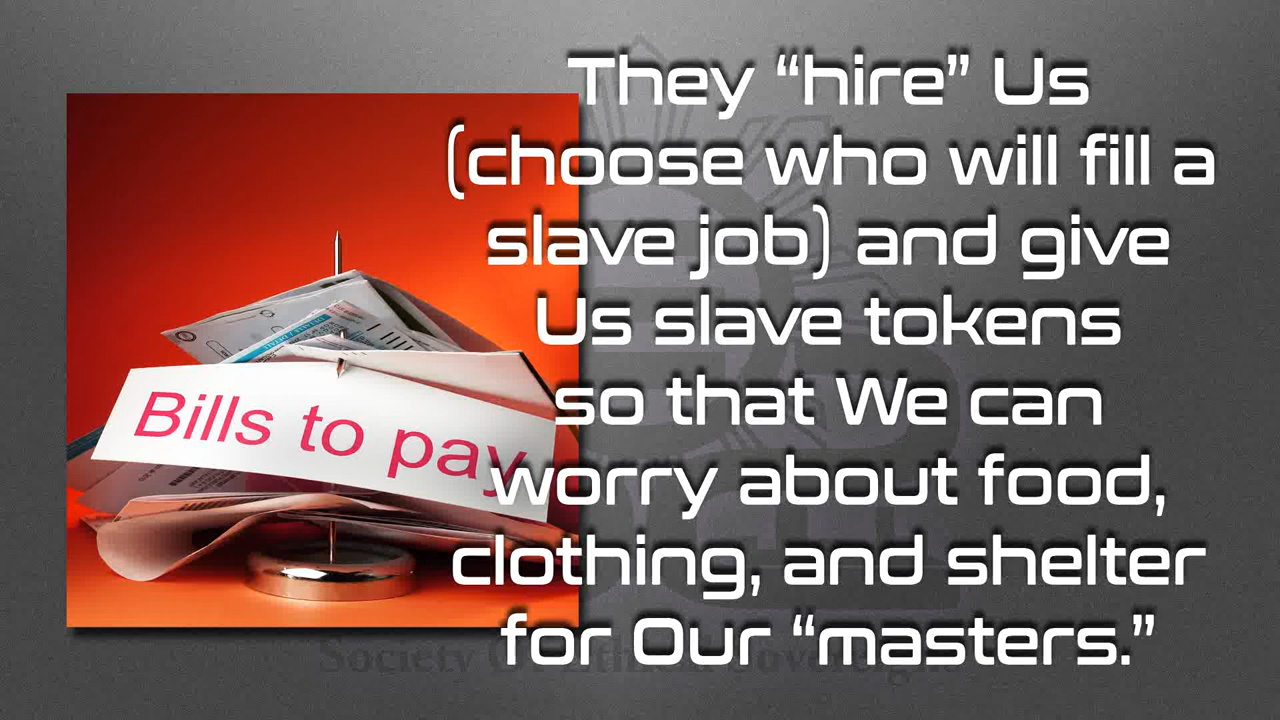 They “hire” Us
(choose who will fill a
slave job) and give
Us slave tokens
so that We can
worry about food,
clothing, and shelter
for Our “masters.”
Bills to pay
Society